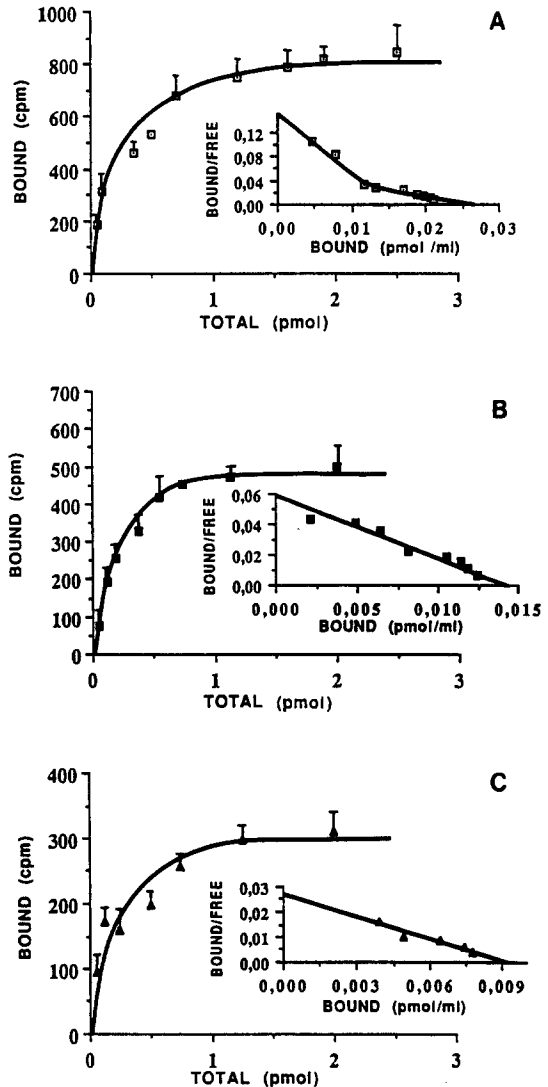 A
1000
800
600
400
200
0
BOUND (cpm)
0 1 2 3
TOTAL (pmol)
BOUND/FREE
0,12
0,08
0,04
0,00
0,00 0,01 0,02 0,03
BOUND (pmol /ml)
B
700
600
500
400
300
200
100
0
BOUND (cpm)
0 1 2 3
TOTAL (pmol)
BOUND/FREE
0,06
0,04
0,02
0,00
0,000 0,005 0,010 0,015
BOUND (pmol/ml)
C
400
300
200
100
0
BOUND (cpm)
0 1 2 3
TOTAL (pmol)
BOUND/FREE
0,03
0,02
0,01
0,00
0,000 0,003 0,006 0,009
BOUND (pmol/ml)